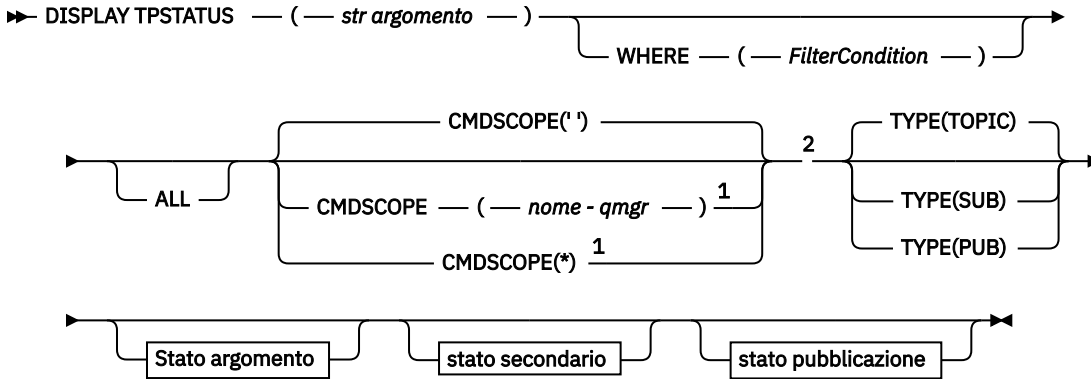 DISPLAY TPSTATUS ( str argomento )
WHERE ( FilterCondition )
ALL
CMDSCOPE(' ')
CMDSCOPE ( nome - qmgr ) 1
CMDSCOPE(*) 1
2
TYPE(TOPIC)
TYPE(SUB)
TYPE(PUB)
Stato argomento
stato secondario
stato pubblicazione